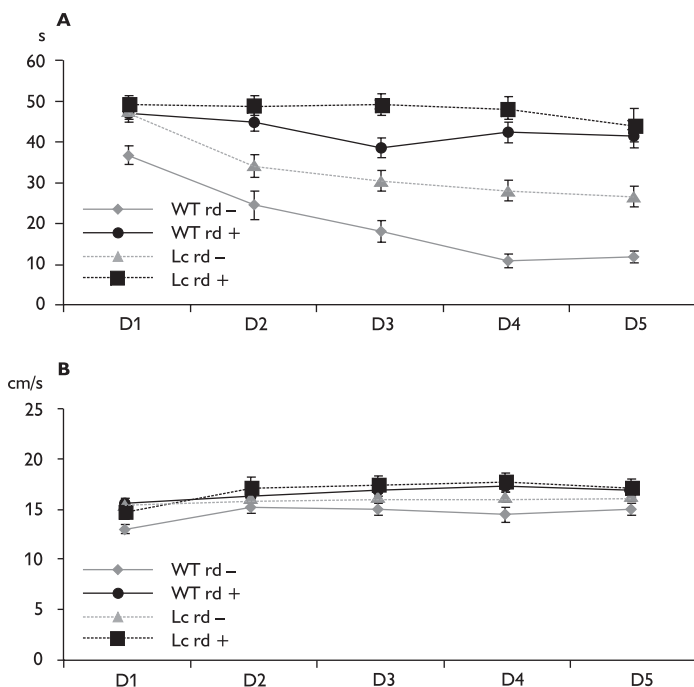 A
s
60
50
40
30
20
10
0
WT rd –
WT rd +
Lc rd –
Lc rd +
D1 D2 D3 D4 D5
B
cm/s
25
20
15
10
5
0
WT rd –
WT rd +
Lc rd –
Lc rd +
D1 D2 D3 D4 D5